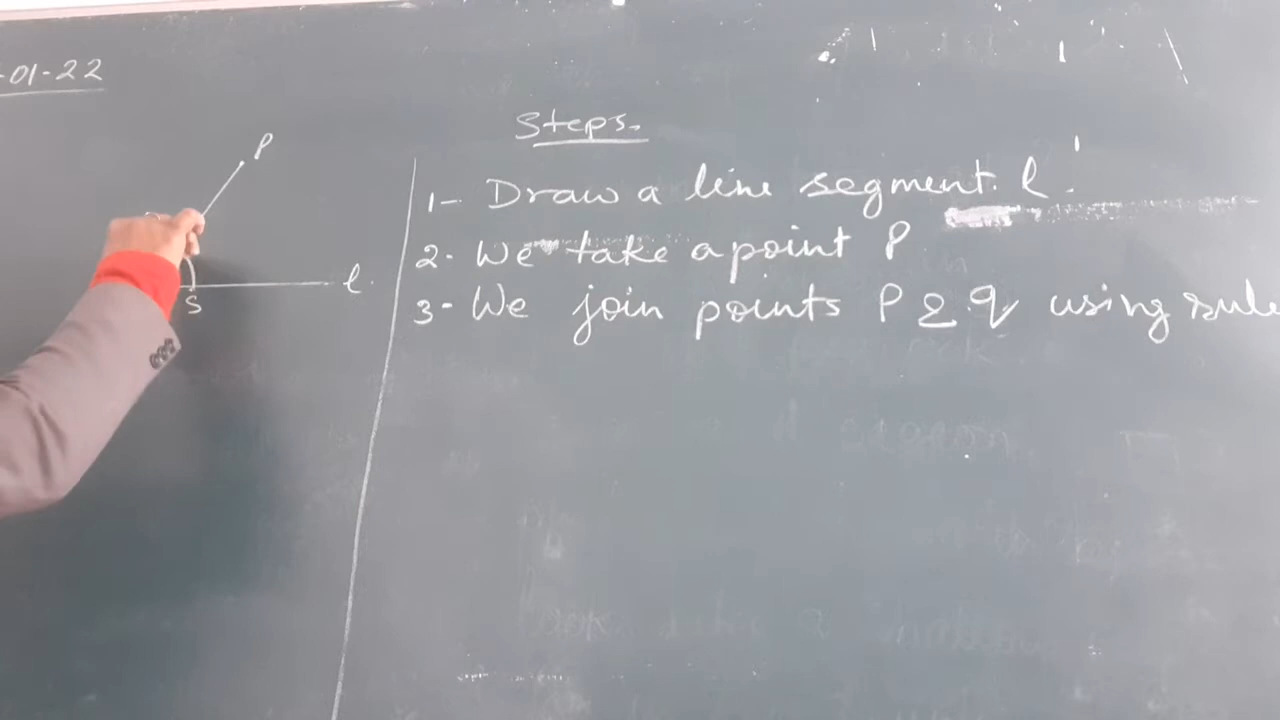 -01-22
Steps.
P
1- Draw a line segment. l.
2. We take a point P
l.
3- We join points P & q using rule
S